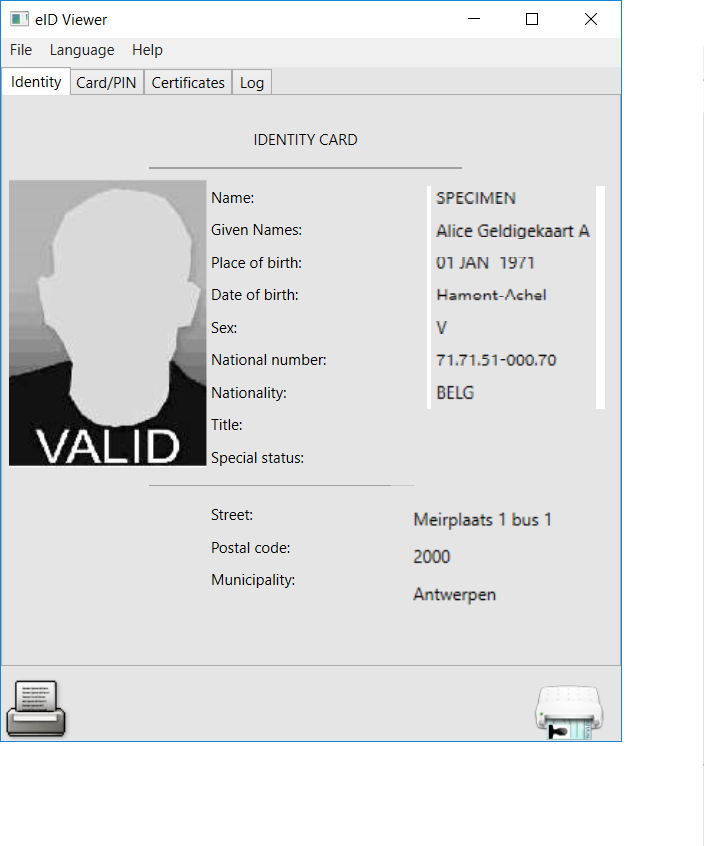 eID Viewer
File Language Help
Identity Card/PIN Certificates Log
IDENTITY CARD
Name: SPECIMEN
Given Names: Alice Geldigekaart A
Place of birth: 01 JAN 1971
Date of birth: Hamont-Achel
Sex: V
National number: 71.71.51-000.70
Nationality: BELG
Title:
Special status:
VALID
Street: Meirplaats 1 bus 1
Postal code: 2000
Municipality: Antwerpen